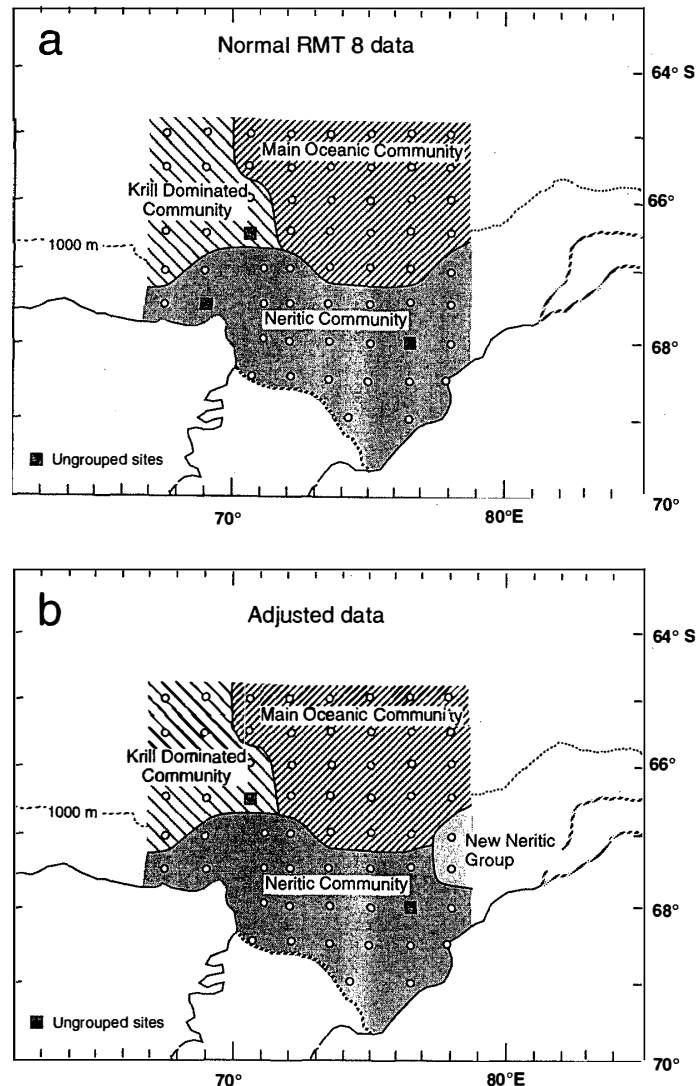 a
Normal RMT 8 data
64° S
Main Oceanic Community
Krill Dominated
Community
66°
1000 m
Neritic Community
68°
Ungrouped sites
70°
70°
80°E
b
Adjusted data
64° S
Main Oceanic Community
Krill Dominated
Community
66°
1000 m
New Neritic
Group
Neritic Community
68°
Ungrouped sites
70°
70°
80°E